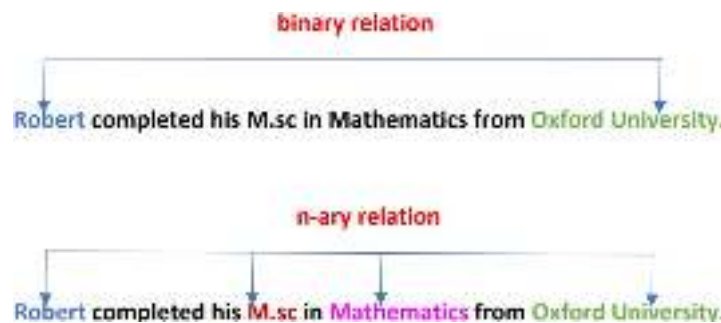 binary relation
Robert completed his M.sc in Mathematics from Oxford University.
n-ary relation
Robert completed his M.sc in Mathematics from Oxford University.